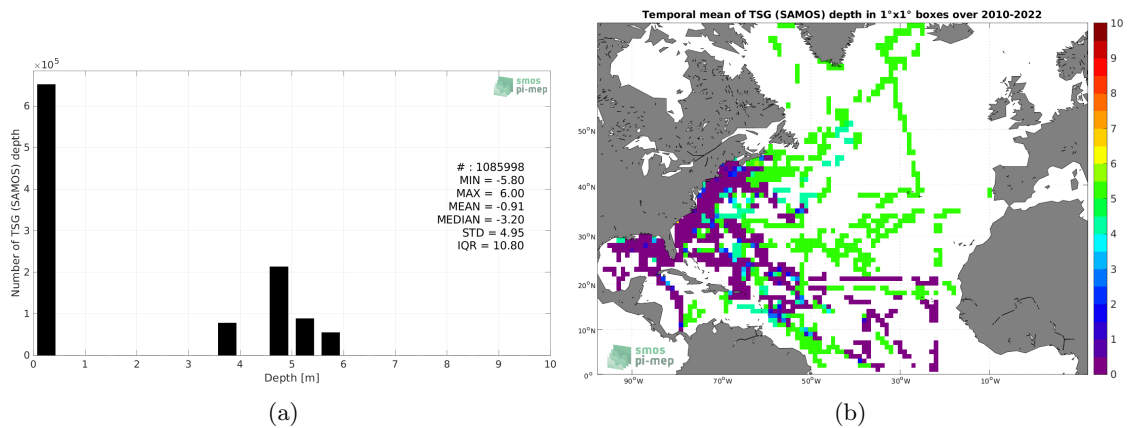 ×10⁵
6
5
4
3
2
1
0
Number of TSG (SAMOS) depth
smos
pi-mep
# : 1085998
MIN = -5.80
MAX = 6.00
MEAN = -0.91
MEDIAN = -3.20
STD = 4.95
IQR = 10.80
0 1 2 3 4 5 6 7 8 9 10
Depth [m]
(a)
Temporal mean of TSG (SAMOS) depth in 1°x1° boxes over 2010-2022
50°N
40°N
30°N
20°N
10°N
0°
90°W 70°W 50°W 30°W 10°W
smos
pi-mep
10
9
8
7
6
5
4
3
2
1
0
(b)